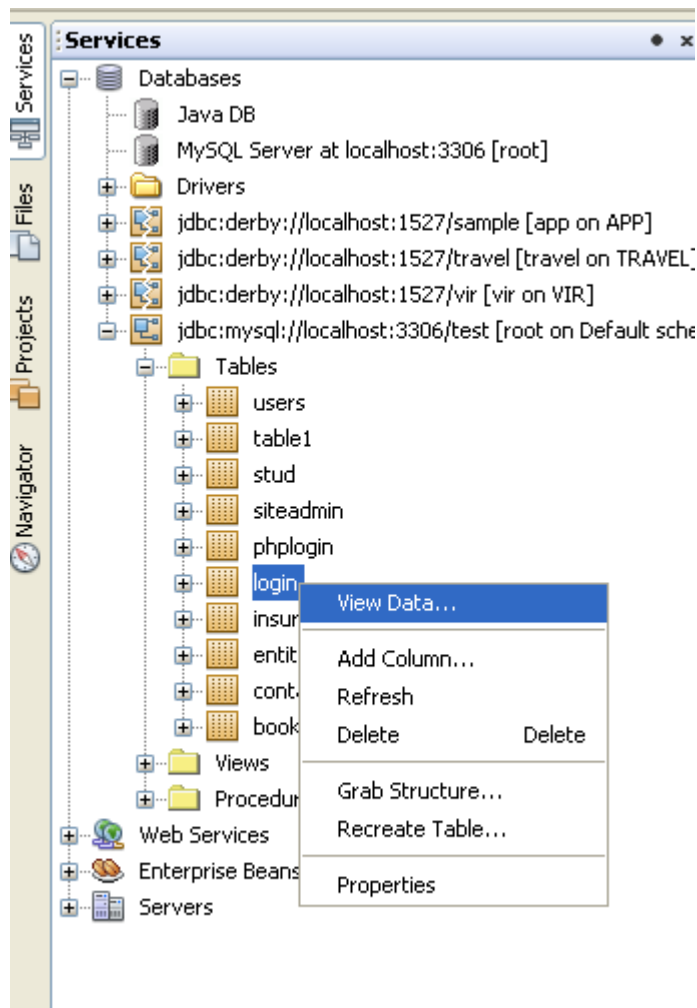 Services
Files
Projects
Navigator
Services
Databases
Java DB
MySQL Server at localhost:3306 [root]
Drivers
jdbc:derby://localhost:1527/sample [app on APP]
jdbc:derby://localhost:1527/travel [travel on TRAVEL]
jdbc:derby://localhost:1527/vir [vir on VIR]
jdbc:mysql://localhost:3306/test [root on Default sche
Tables
users
table1
stud
siteadmin
phplogin
login
insur
entit
cont
book
Views
Procedur
Web Services
Enterprise Beans
Servers
View Data...
Add Column...
Refresh
Delete Delete
Grab Structure...
Recreate Table...
Properties